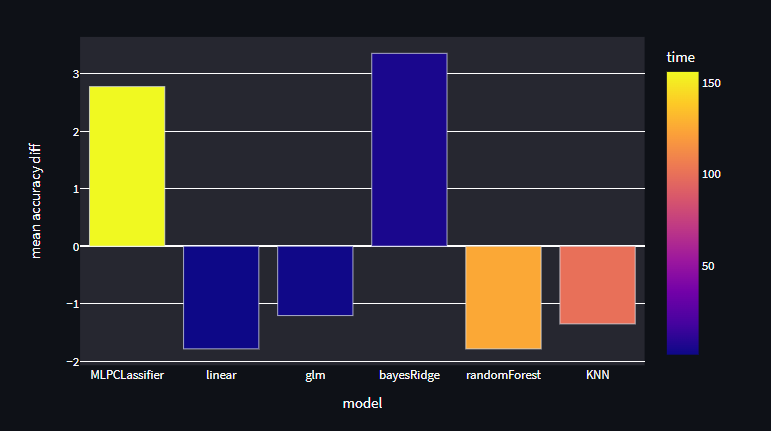 time
150
100
50
mean accuracy diff
3
2
1
0
−1
−2
MLPCLassifier
linear
glm
bayesRidge
randomForest
KNN
model